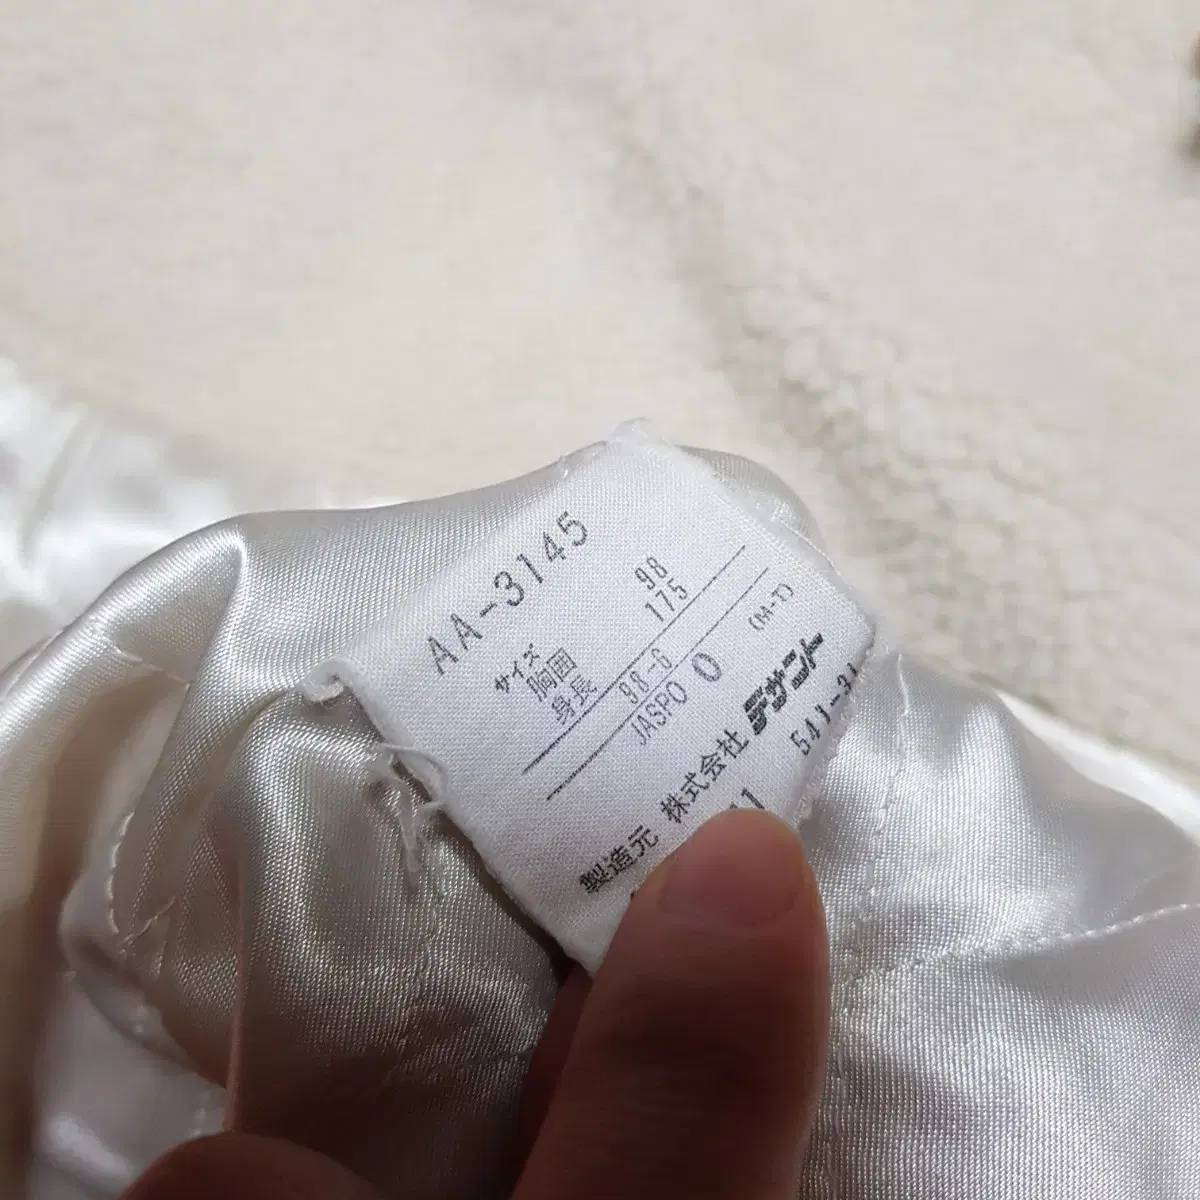 AA-3145
サイズ
胸囲 98
身長 175
98-6
JASPO O (M-T)
製造元 株式会社 デサント